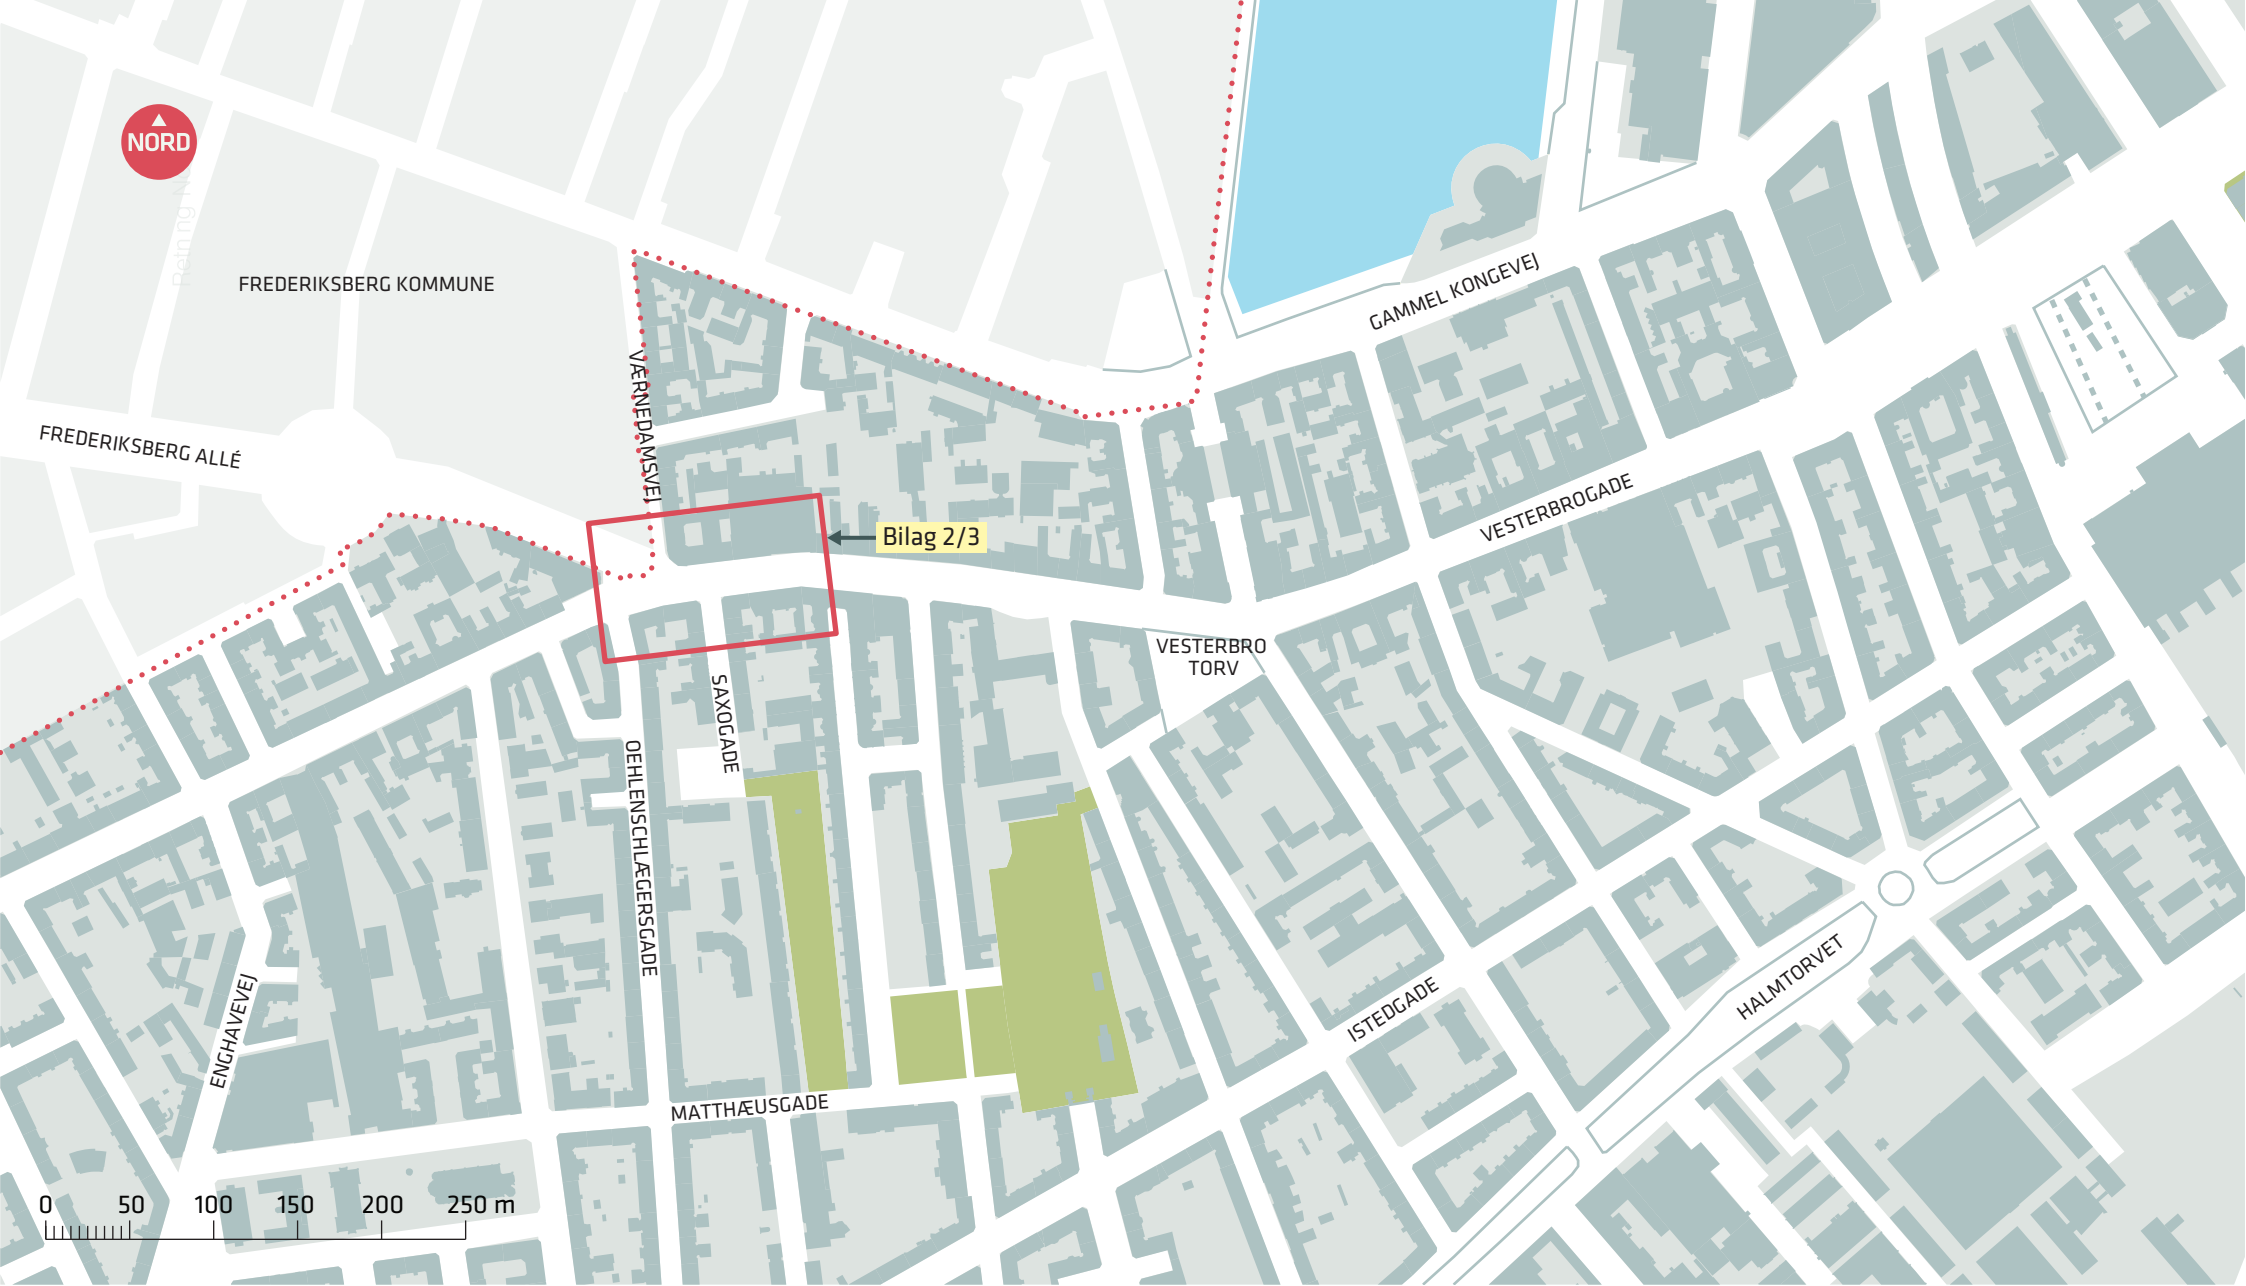 NORD
FREDERIKSBERG KOMMUNE
GAMMEL KONGEVEJ
VÆRNEDAMSVEJ
FREDERIKSBERG ALLÉ
VESTERBROGADE
Bilag 2/3
VESTERBRO
TORV
SAXOGADE
OEHLENSCHLÆGERSGADE
HALMTORVET
ISTEDGADE
ENGHAVEVEJ
MATTHÆUSGADE
0 50 100 150 200 250 m